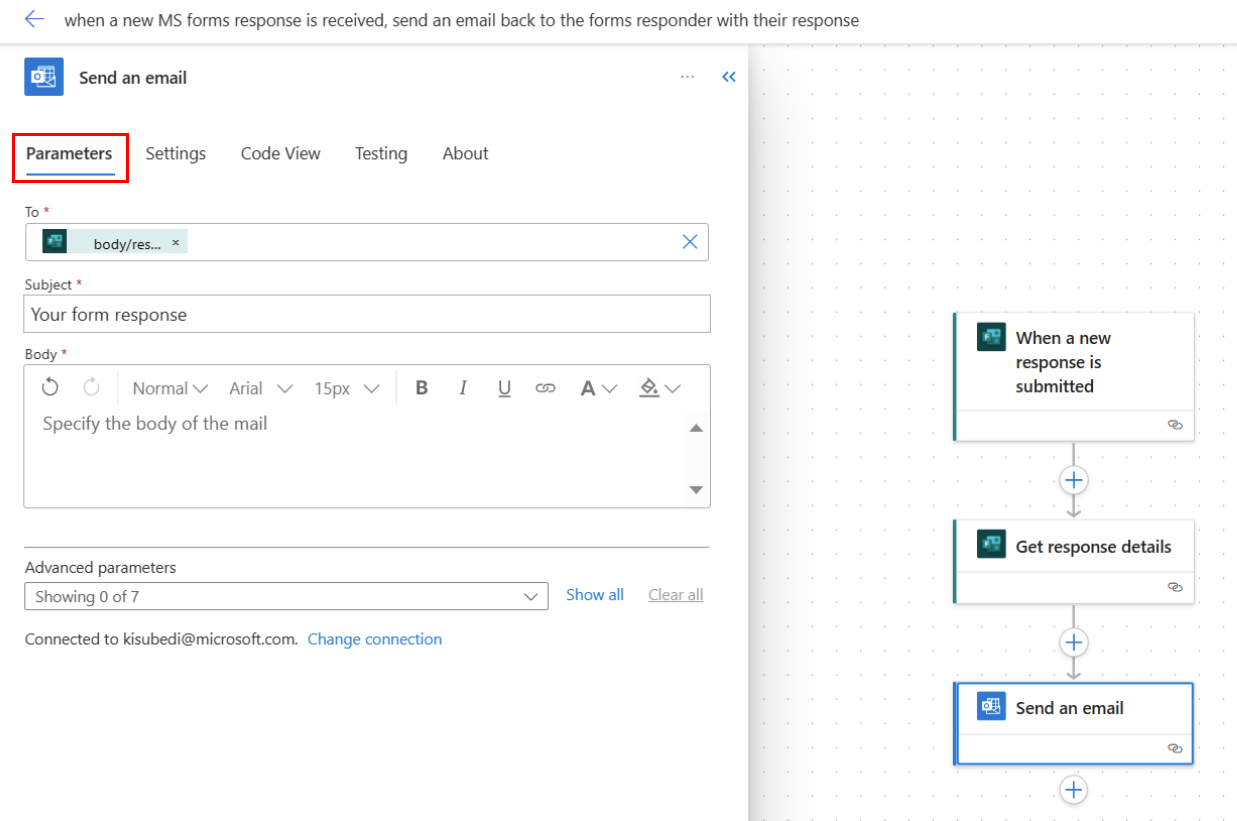 when a new MS forms response is received, send an email back to the forms responder with their response
Send an email
Parameters Settings Code View Testing About
To *
body/res... ×
Subject *
Your form response
Body *
Normal Arial 15px B I U A
Specify the body of the mail
Advanced parameters
Showing 0 of 7 Show all Clear all
Connected to kisubedi@microsoft.com. Change connection
When a new
response is
submitted
Get response details
Send an email